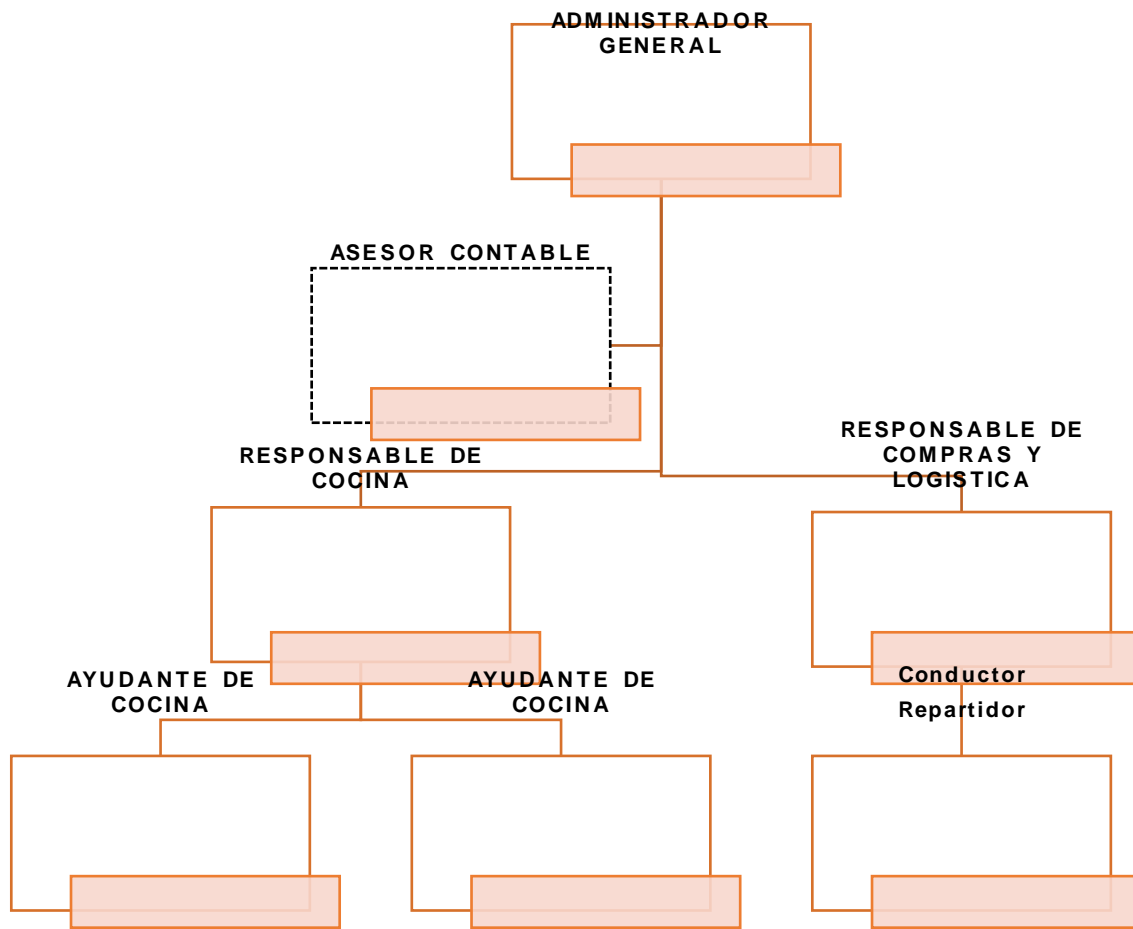 ADMINISTRADOR
GENERAL
ASESOR CONTABLE
RESPONSABLE DE
COCINA
RESPONSABLE DE
COMPRAS Y
LOGISTICA
AYUDANTE DE
COCINA
AYUDANTE DE
COCINA
Conductor
Repartidor